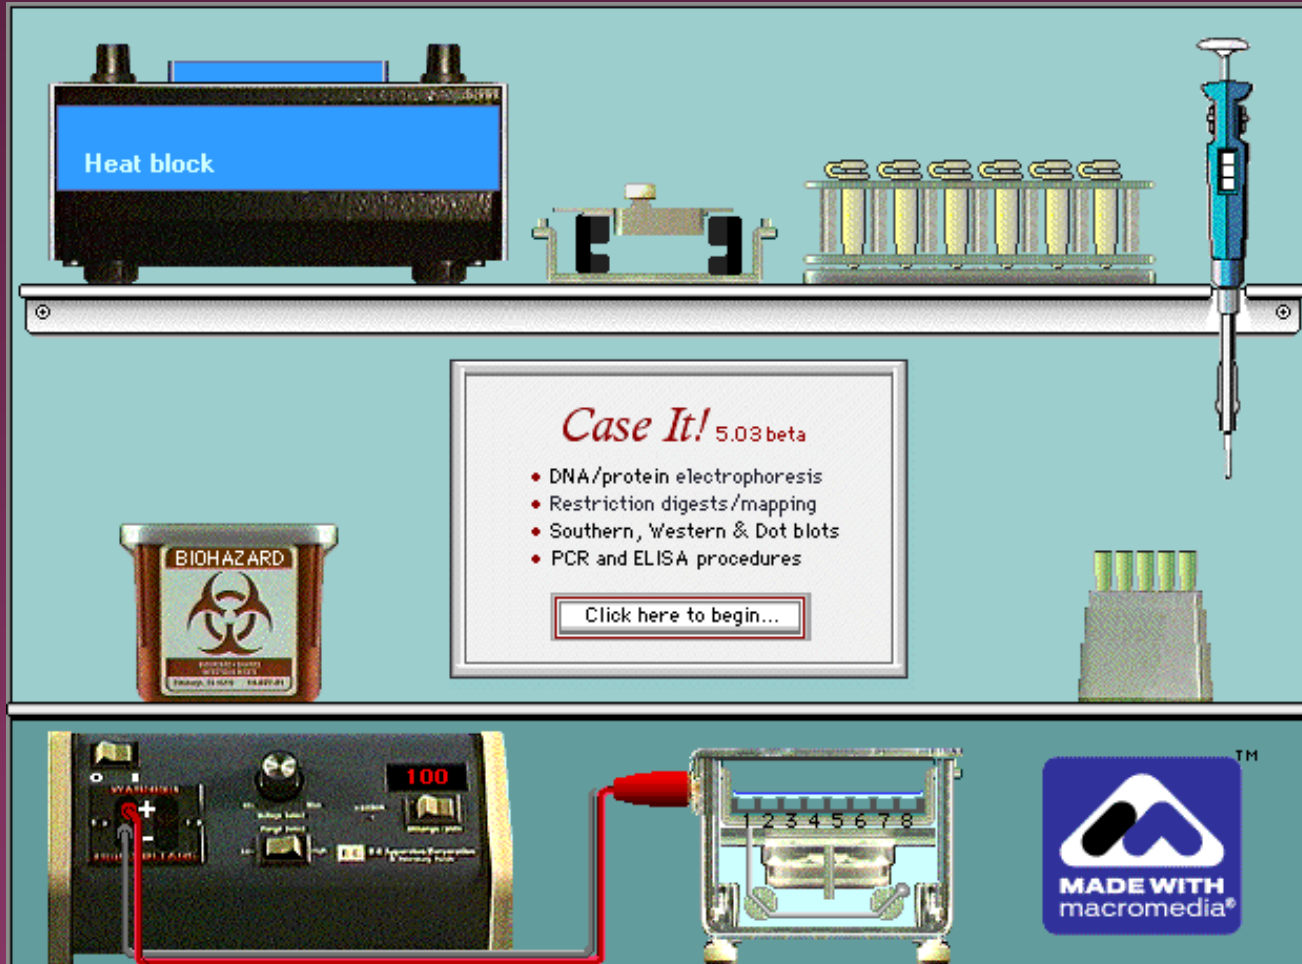 Heat block
Case It! 5.03 beta
• DNA/protein electrophoresis
• Restriction digests/mapping
• Southern, Western & Dot blots
• PCR and ELISA procedures
Click here to begin...
BIOHAZARD
WARNING
+
-
100
1 2 3 4 5 6 7 8
TM
MADE WITH
macromedia®